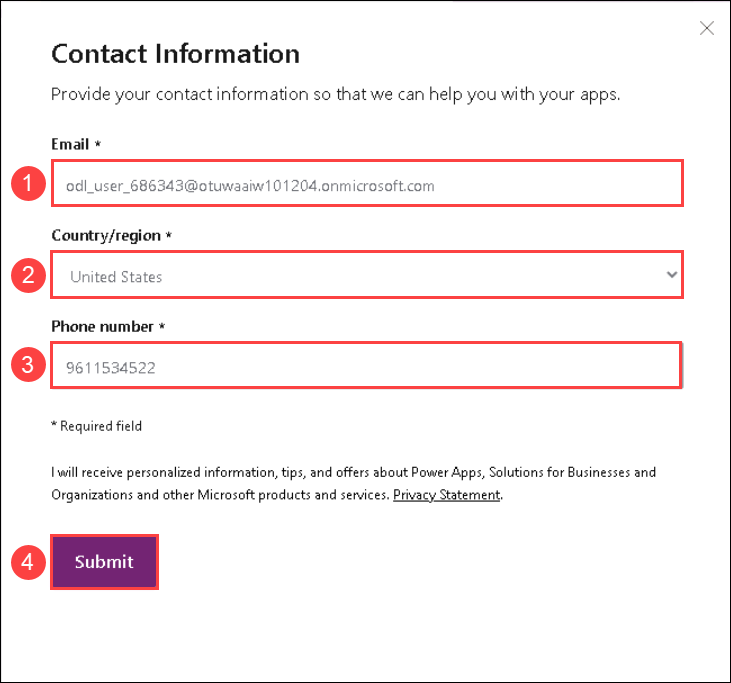 Contact Information
Provide your contact information so that we can help you with your apps.
Email *
1
odl_user_686343@otuwaaiw101204.onmicrosoft.com
Country/region *
2
United States
Phone number *
3
9611534522
* Required field
I will receive personalized information, tips, and offers about Power Apps, Solutions for Businesses and
Organizations and other Microsoft products and services. Privacy Statement.
4
Submit